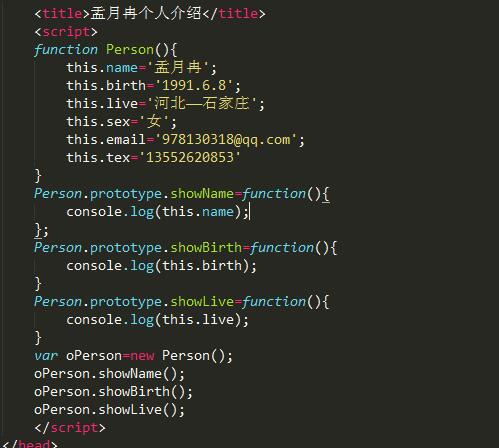 <title>孟月冉个人介绍</title>
<script>
function Person(){
this.name='孟月冉';
this.birth='1991.6.8';
this.live='河北—石家庄';
this.sex='女';
this.email='978130318@qq.com';
this.tex='13552620853'
}
Person.prototype.showName=function(){
console.log(this.name);
};
Person.prototype.showBirth=function(){
console.log(this.birth);
}
Person.prototype.showLive=function(){
console.log(this.live);
}
var oPerson=new Person();
oPerson.showName();
oPerson.showBirth();
oPerson.showLive();
</script>
</head>